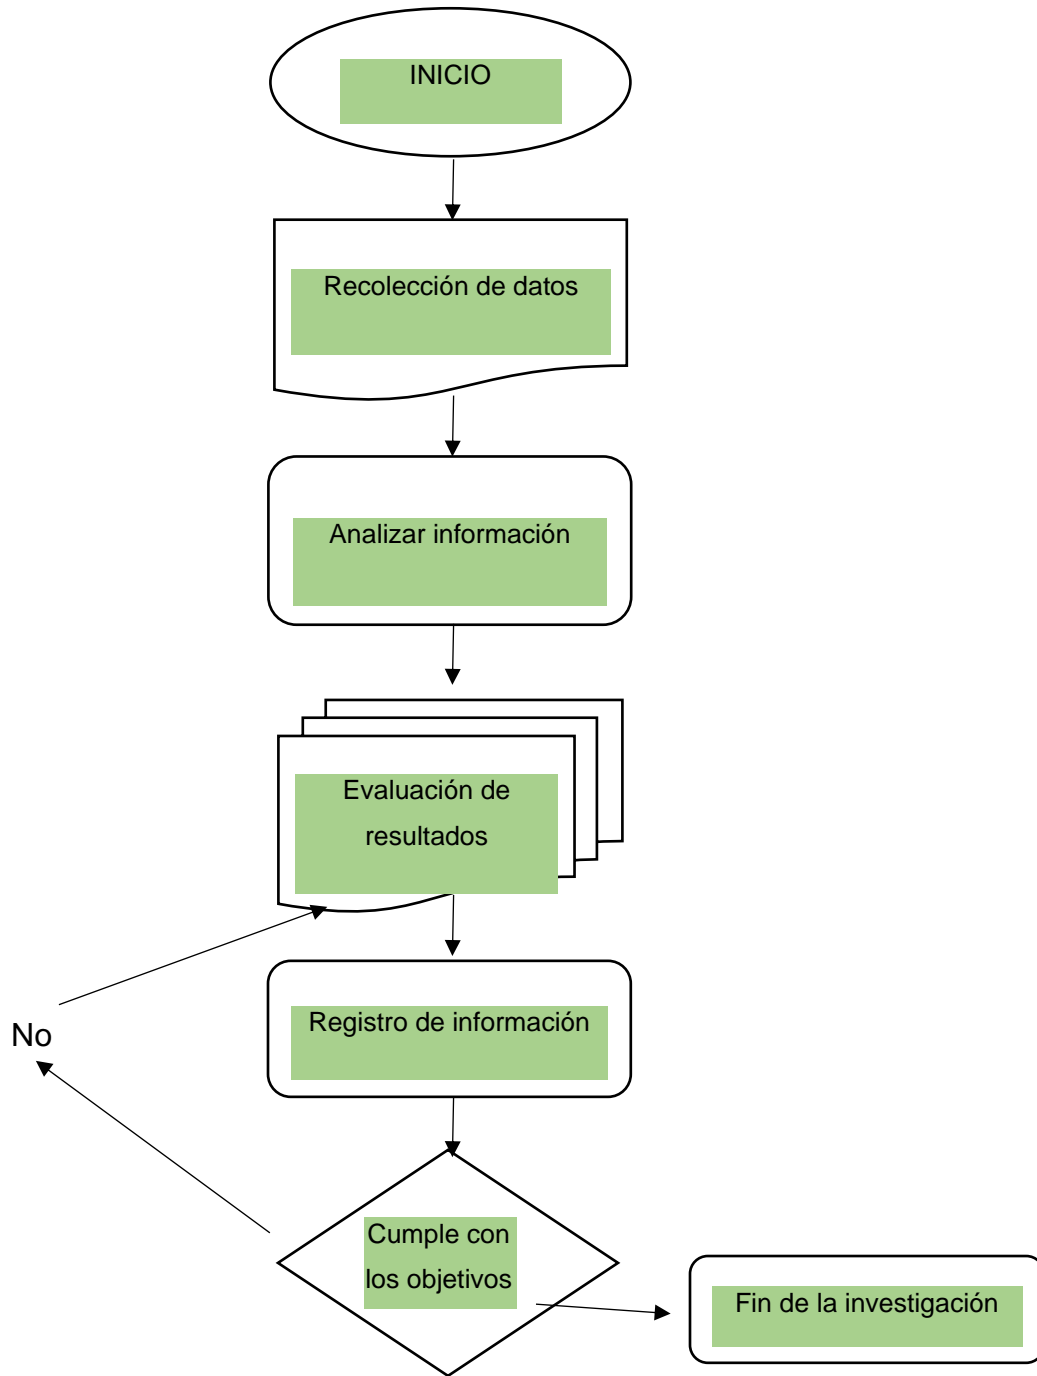 INICIO
Recolección de datos
Analizar información
Evaluación de
resultados
Registro de información
No
Cumple con
los objetivos
Fin de la investigación